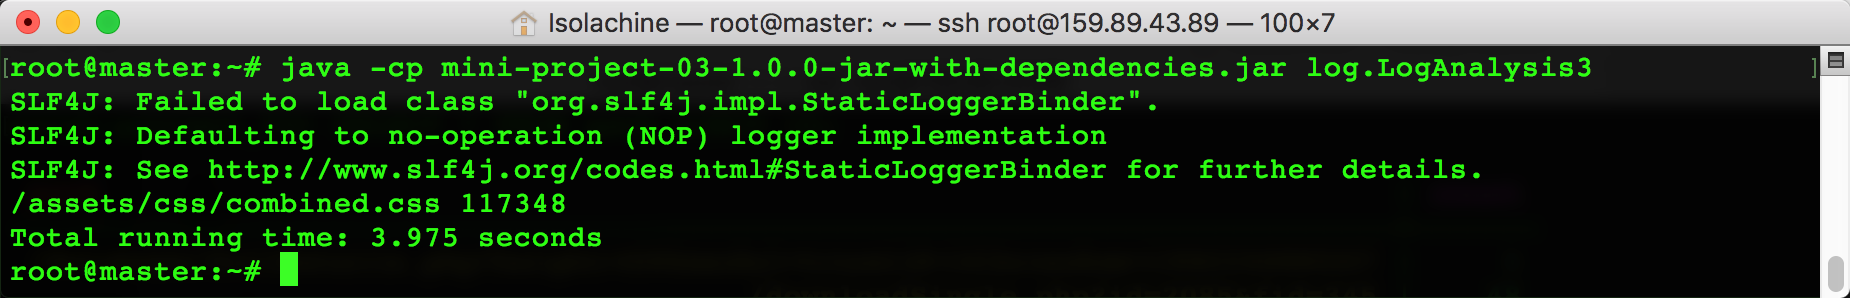 Isolachine — root@master: ~ — ssh root@159.89.43.89 — 100×7
[root@master:~# java -cp mini-project-03-1.0.0-jar-with-dependencies.jar log.LogAnalysis3 ]
SLF4J: Failed to load class "org.slf4j.impl.StaticLoggerBinder".
SLF4J: Defaulting to no-operation (NOP) logger implementation
SLF4J: See http://www.slf4j.org/codes.html#StaticLoggerBinder for further details.
/assets/css/combined.css 117348
Total running time: 3.975 seconds
root@master:~#